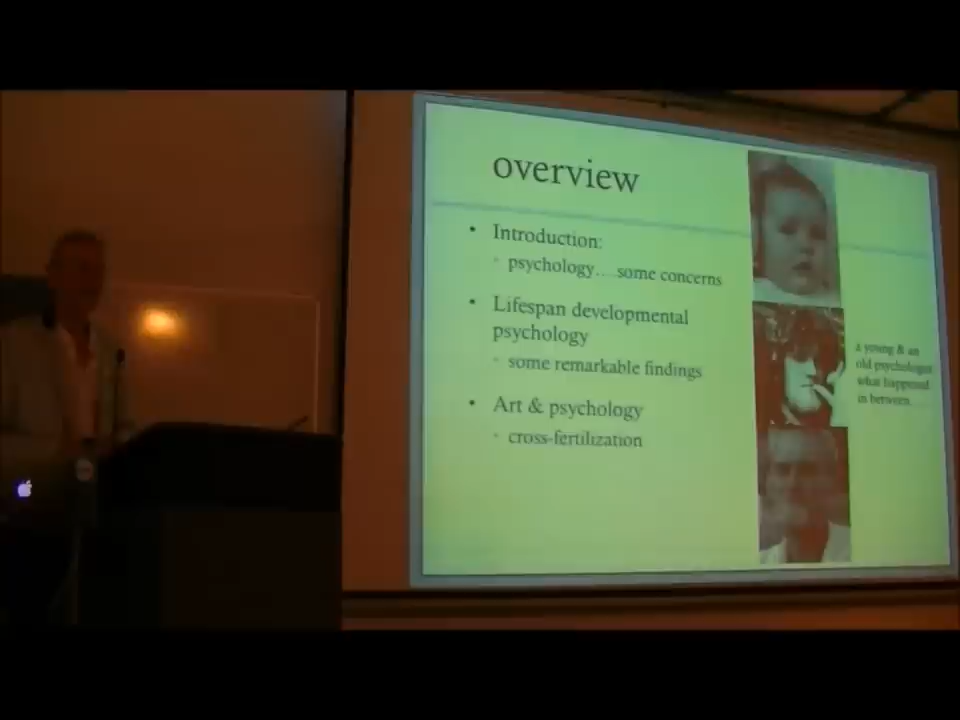 overview
• Introduction:
• psychology… some concerns
• Lifespan developmental
psychology
• some remarkable findings
• Art & psychology
• cross-fertilization
a young & an
old psychologist
what happened
in between……